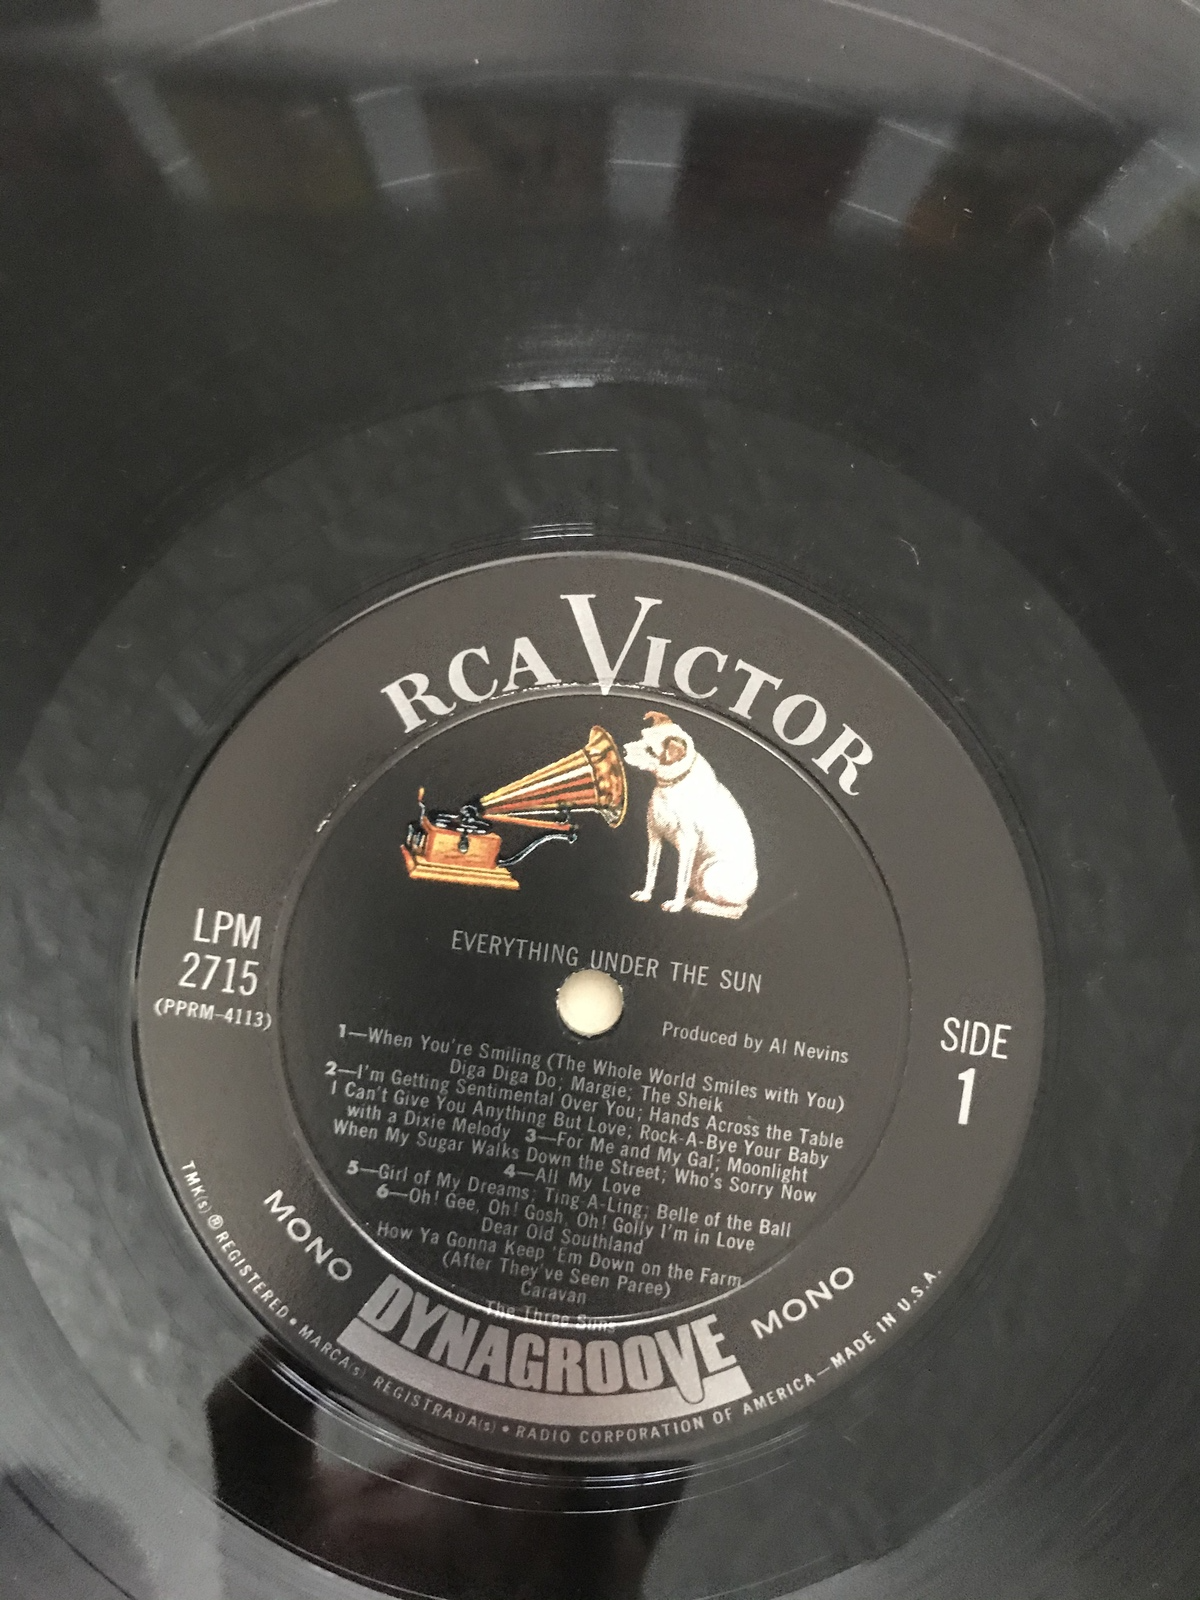 RCA VICTOR
LPM
2715
(PPRM-4113)
EVERYTHING UNDER THE SUN
Produced by Al Nevins
SIDE
1
1—When You're Smiling (The Whole World Smiles with You)
Diga Diga Do; Margie; The Sheik
2—I'm Getting Sentimental Over You; Hands Across the Table
I Can't Give You Anything But Love; Rock-A-Bye Your Baby
with a Dixie Melody 3—For Me and My Gal; Moonlight
When My Sugar Walks Down the Street; Who's Sorry Now
4—All My Love
5—Girl of My Dreams; Ting-A-Ling; Belle of the Ball
6—Oh! Gee, Oh! Gosh, Oh! Golly I'm in Love
Dear Old Southland
How Ya Gonna Keep 'Em Down on the Farm
(After They've Seen Paree)
Caravan
The Three Suns
MONO DYNAGROOVE MONO
TMK(s) ® REGISTERED • MARCA(s) REGISTRADA(s) • RADIO CORPORATION OF AMERICA—MADE IN U.S.A.